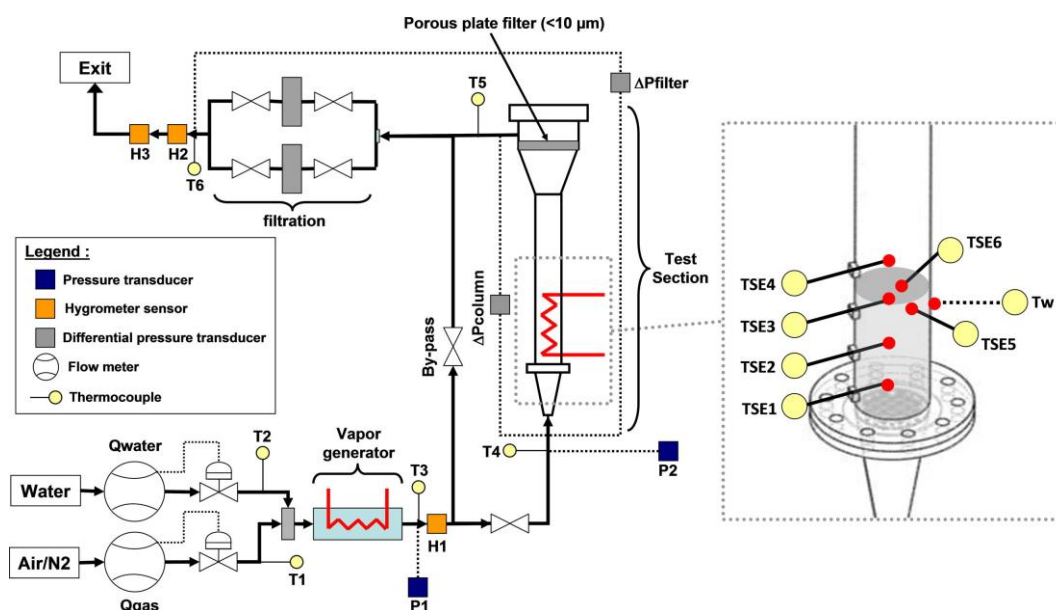 Porous plate filter (<10 µm)
Exit
T5
ΔPfilter
H3
H2
T6
filtration
Legend :
Pressure transducer
Hygrometer sensor
Differential pressure transducer
Flow meter
Thermocouple
By-pass
ΔPcolumn
Test
Section
TSE6
TSE4
Tw
TSE3
TSE5
TSE2
TSE1
Qwater
T2
Vapor
generator
T3
T4
P2
Water
H1
Air/N2
T1
Qgas
P1